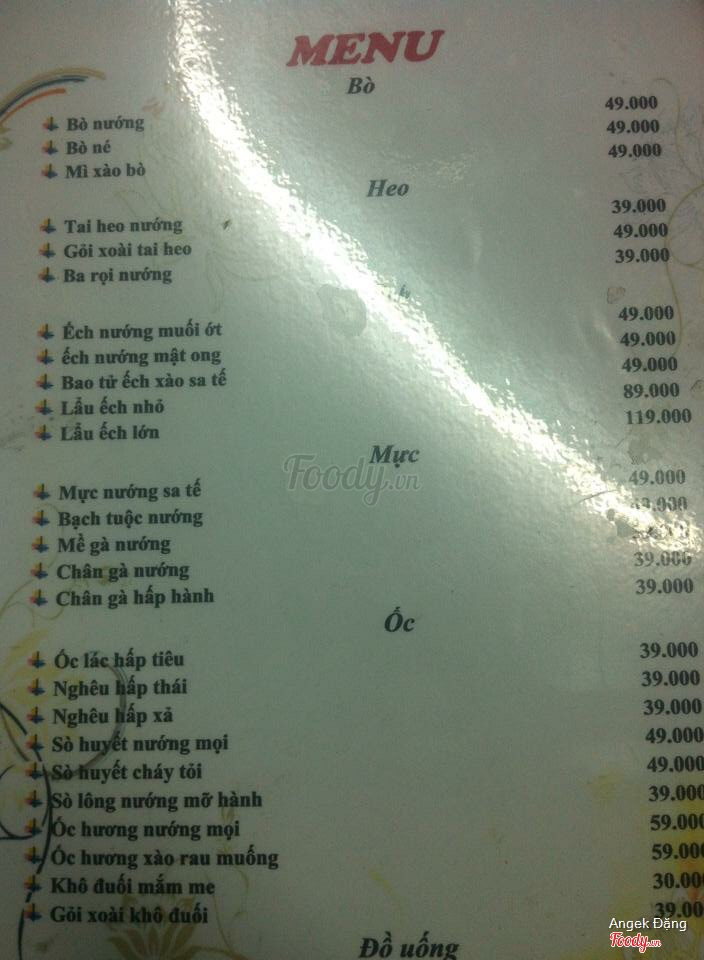 MENU
Bò
Bò nướng 49.000
Bò né 49.000
Mì xào bò 49.000
Heo
Tai heo nướng 39.000
Gỏi xoài tai heo 49.000
Ba rọi nướng 39.000
Ếch nướng muối ớt 49.000
ếch nướng mật ong 49.000
Bao tử ếch xào sa tế 49.000
Lẩu ếch nhỏ 89.000
Lẩu ếch lớn 119.000
Mực
Foody.vn
Mực nướng sa tế 49.000
Bạch tuộc nướng
Mề gà nướng
Chân gà nướng 39.000
Chân gà hấp hành 39.000
Ốc
Ốc lác hấp tiêu 39.000
Nghêu hấp thái 39.000
Nghêu hấp xả 39.000
Sò huyết nướng mọi 49.000
Sò huyết cháy tỏi 49.000
Sò lông nướng mỡ hành 39.000
Ốc hương nướng mọi 59.000
Ốc hương xào rau muống 59.000
Khô đuối mắm me 30.000
Gỏi xoài khô đuối 39.00
Angek Đặng
Foody.vn
Đồ uống